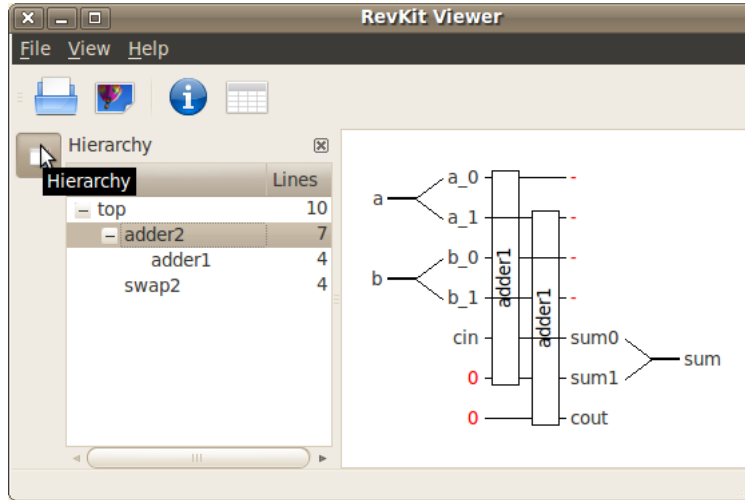 RevKit Viewer
File View Help
Hierarchy
Hierarchy
Lines
top 10
adder2 7
adder1 4
swap2 4
a
a_0
-
a_1
-
b
b_0
-
b_1
-
adder1
adder1
cin
sum0
sum
0
sum1
0
cout